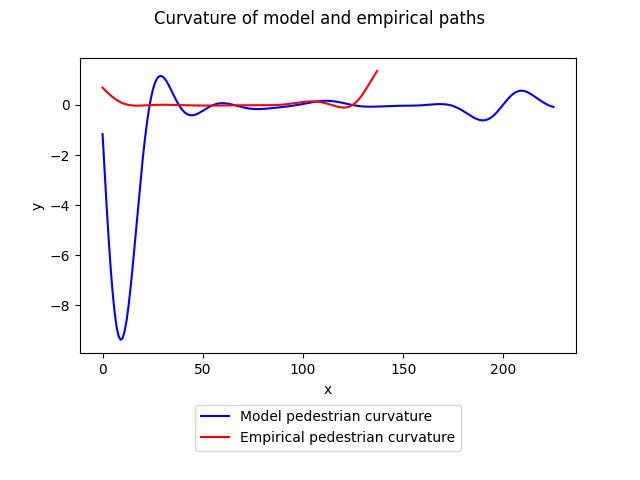 Curvature of model and empirical paths
0
−2
−4
−6
−8
y
0 50 100 150 200
x
Model pedestrian curvature
Empirical pedestrian curvature